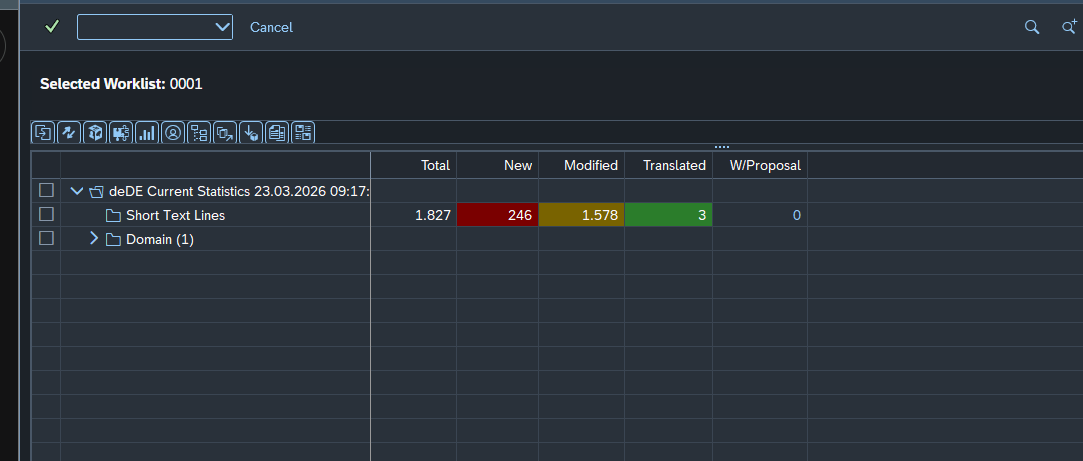 Cancel
Selected Worklist: 0001
Total New Modified Translated W/Proposal
deDE Current Statistics 23.03.2026 09:17:
Short Text Lines 1.827 246 1.578 3 0
Domain (1)